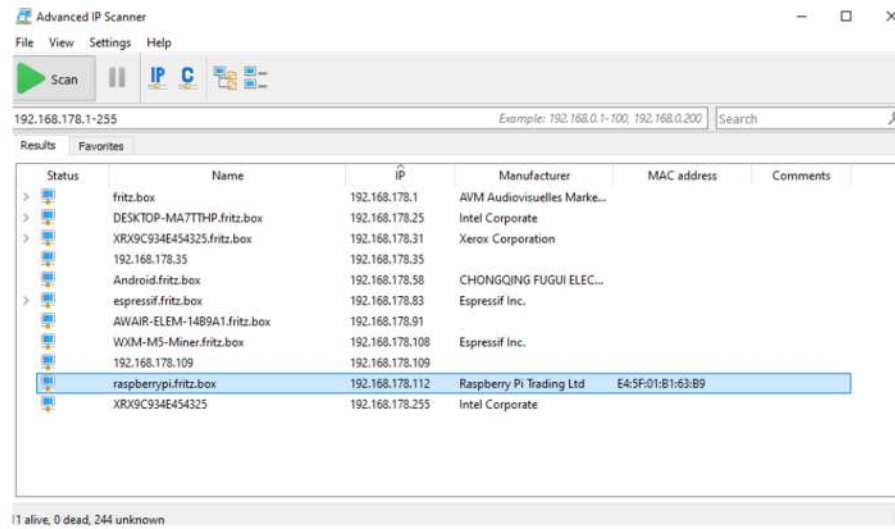 Advanced IP Scanner
File View Settings Help
Scan IP C
192.168.178.1-255 Example: 192.168.0.1-100, 192.168.0.200 Search
Results Favorites
Status Name IP Manufacturer MAC address Comments
fritz.box 192.168.178.1 AVM Audiovisuelles Marke...
DESKTOP-MA7TTHP.fritz.box 192.168.178.25 Intel Corporate
XRX9C934E454325.fritz.box 192.168.178.31 Xerox Corporation
192.168.178.35 192.168.178.35
Android.fritz.box 192.168.178.58 CHONGQING FUGUI ELEC...
espressif.fritz.box 192.168.178.83 Espressif Inc.
AWAIR-ELEM-14B9A1.fritz.box 192.168.178.91
WXM-M5-Miner.fritz.box 192.168.178.108 Espressif Inc.
192.168.178.109 192.168.178.109
raspberrypi.fritz.box 192.168.178.112 Raspberry Pi Trading Ltd E4:5F:01:B1:63:B9
XRX9C934E454325 192.168.178.255 Intel Corporate
11 alive, 0 dead, 244 unknown